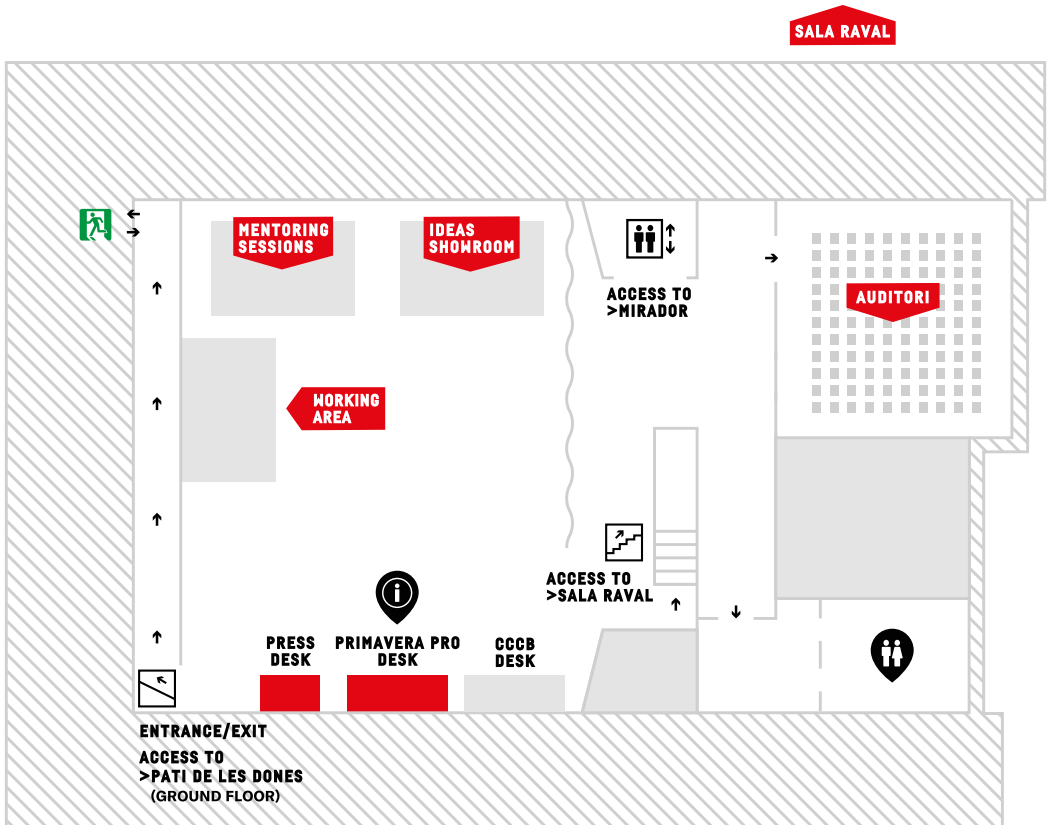 SALA RAVAL
MENTORING
SESSIONS
IDEAS
SHOWROOM
ACCESS TO
>MIRADOR
AUDITORI
WORKING
AREA
ACCESS TO
>SALA RAVAL
i
PRESS
DESK
PRIMAVERA PRO
DESK
CCCB
DESK
ENTRANCE/EXIT
ACCESS TO
>PATI DE LES DONES
(GROUND FLOOR)